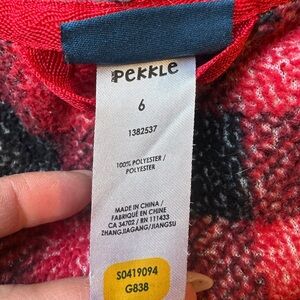 Pekkle
6
1382537
100% POLYESTER /
POLYESTER
MADE IN CHINA /
FABRIQUÉ EN CHINE
CA 34702 / RN 111433
ZHANGJIAGANG/JIANGSU
S0419094
G838